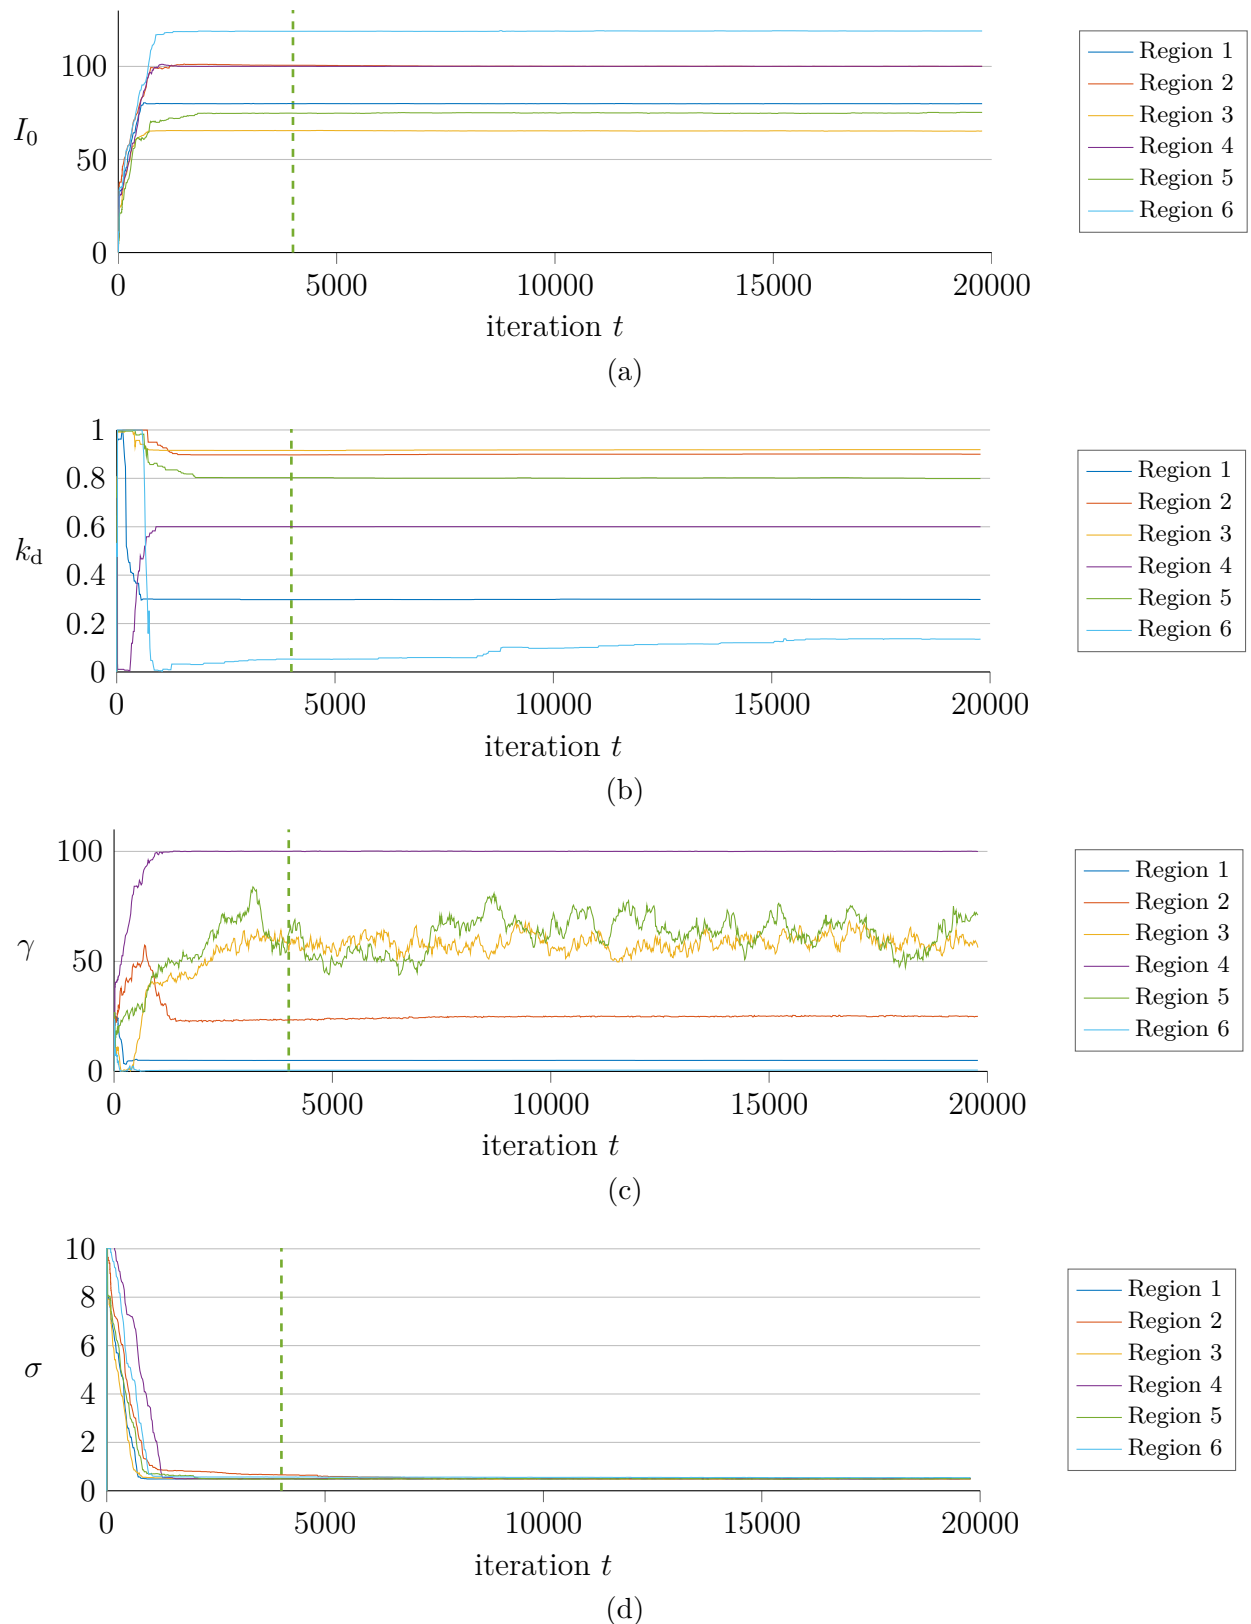 100
50
0
I₀
0 5000 10000 15000 20000
iteration t
(a)
Region 1
Region 2
Region 3
Region 4
Region 5
Region 6
1
0.8
0.6
0.4
0.2
0
k_d
0 5000 10000 15000 20000
iteration t
(b)
Region 1
Region 2
Region 3
Region 4
Region 5
Region 6
100
50
0
γ
0 5000 10000 15000 20000
iteration t
(c)
Region 1
Region 2
Region 3
Region 4
Region 5
Region 6
10
8
6
4
2
0
σ
0 5000 10000 15000 20000
iteration t
(d)
Region 1
Region 2
Region 3
Region 4
Region 5
Region 6